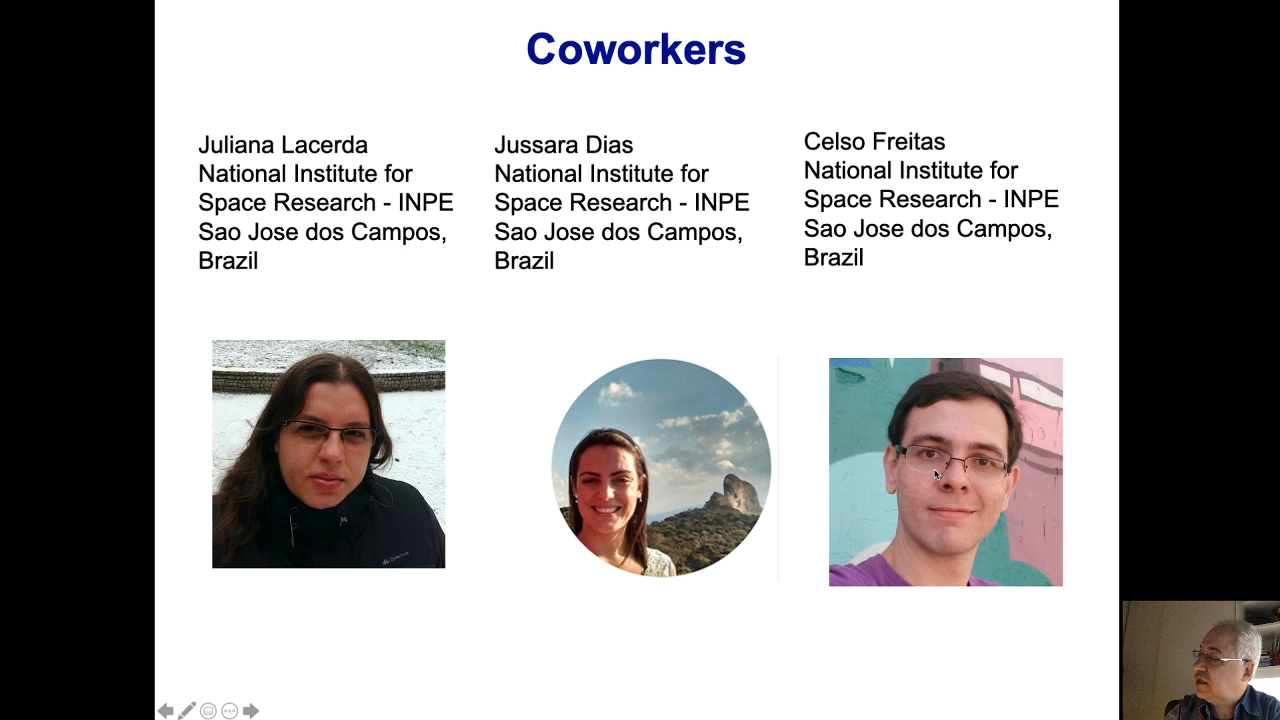 Coworkers
Juliana Lacerda
National Institute for
Space Research - INPE
Sao Jose dos Campos,
Brazil
Jussara Dias
National Institute for
Space Research - INPE
Sao Jose dos Campos,
Brazil
Celso Freitas
National Institute for
Space Research - INPE
Sao Jose dos Campos,
Brazil